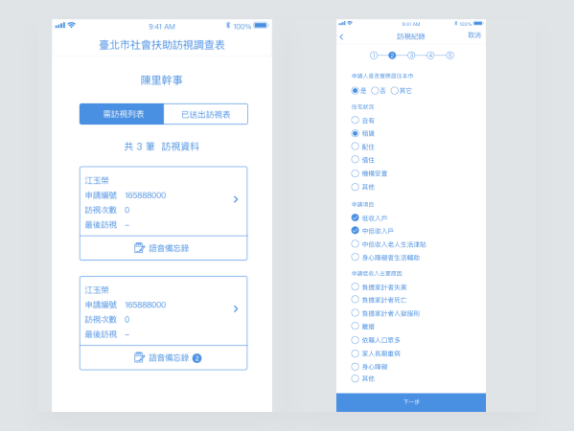 9:41 AM
100%
臺北市社會扶助訪視調查表
陳里幹事
需訪視列表
已送出訪視表
共 3 筆 訪視資料
江玉榮
申請編號 165888000
訪視次數 0
最後訪視 –
語音備忘錄
江玉榮
申請編號 165888000
訪視次數 0
最後訪視 –
語音備忘錄 2
9:41 AM
100%
訪視紀錄
取消
1 2 3 4 5
申請人是否實際居住本市
是 否 其它
住宅狀況
自有
租賃
配住
借住
機構安置
其他
申請項目
低收入戶
中低收入戶
中低收入老人生活津貼
身心障礙者生活輔助
申請低收入主要原因
負擔家計者失業
負擔家計者死亡
負擔家計者入獄服刑
離婚
依賴人口眾多
家人長期重病
身心障礙
其他
下一步